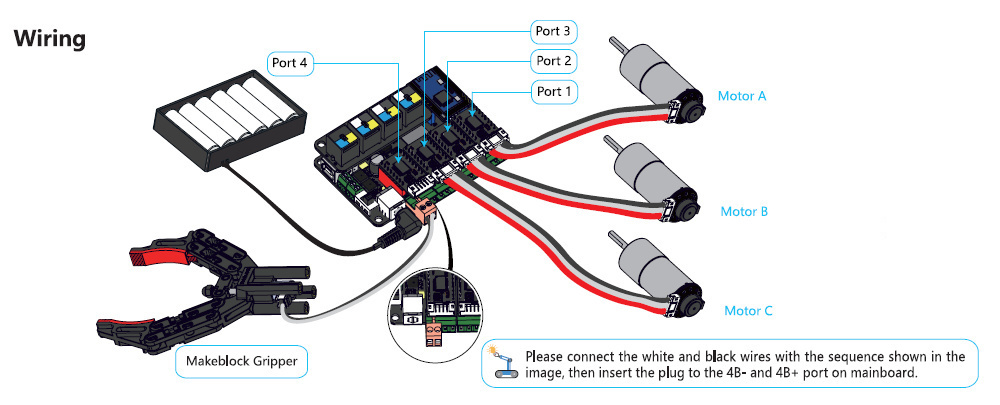 Wiring
Port 3
Port 4
Port 2
Port 1
Motor A
Motor B
Motor C
Makeblock Gripper
Please connect the white and black wires with the sequence shown in the
image, then insert the plug to the 4B- and 4B+ port on mainboard.